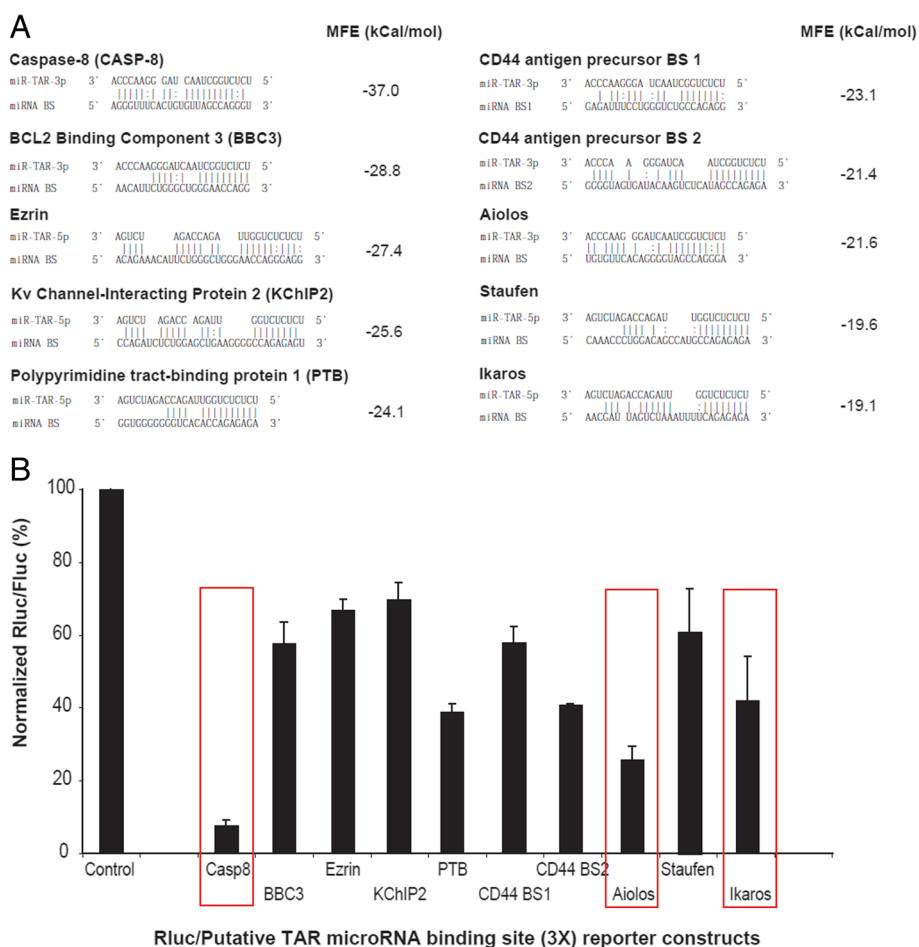 A
MFE (kCal/mol)
Caspase-8 (CASP-8)
miR-TAR-3p 3' ACCCAAGG GAU CAAUCGGUCUCU 5'
miRNA BS 5' AGGGUUUCACUGUGUUAGCCAGGGU 3'
-37.0
BCL2 Binding Component 3 (BBC3)
miR-TAR-3p 3' ACCCAAGGGAUCAAUCGGUCUCU 5'
miRNA BS 5' AACAUUCUGGGCUGGGAACCAGG 3'
-28.8
Ezrin
miR-TAR-5p 3' AGUCU AGACCAGA UUGGUCUCUCU 5'
miRNA BS 5' ACAGAAACAUUCUGGGCUGGGAACCAGGGAGG 3'
-27.4
Kv Channel-Interacting Protein 2 (KChIP2)
miR-TAR-5p 3' AGUCU AGACC AGAUU GGUCUCUCU 5'
miRNA BS 5' CCAGAUCUCUGGAGCUGAAGGGGCCAGAGAGU 3'
-25.6
Polypyrimidine tract-binding protein 1 (PTB)
miR-TAR-5p 3' AGUCUAGACCAGAUUGGUCUCUCU 5'
miRNA BS 5' GGUGGGGGGGUCACACCAGAGAGA 3'
-24.1
MFE (kCal/mol)
CD44 antigen precursor BS 1
miR-TAR-3p 3' ACCCAAGGGA UCAAUCGGUCUCU 5'
miRNA BS1 5' GAGAUUUCCUGGGUCUGCCAGAGG 3'
-23.1
CD44 antigen precursor BS 2
miR-TAR-3p 3' ACCCA A GGGAUCA AUCGGUCUCU 5'
miRNA BS2 5' GGGGUAGUGAUACAAGUCUCAUAGCCAGAGA 3'
-21.4
Aiolos
miR-TAR-3p 3' ACCCAAG GGAUCAAUCGGUCUCU 5'
miRNA BS 5' UGUGUUCACAGGGGUAGCCAGGGA 3'
-21.6
Staufen
miR-TAR-5p 3' AGUCUAGACCAGAU UGGUCUCUCU 5'
miRNA BS 5' CAAACCCUGGACAGCCAUGCCAGAGAGA 3'
-19.6
Ikaros
miR-TAR-5p 3' AGUCUAGACCAGAUU GGUCUCUCU 5'
miRNA BS 5' AACGAU UAGUCUAAAUUUUCAGAGAGA 3'
-19.1
B
Normalized Rluc/Fluc (%)
100
80
60
40
20
0
Control
Casp8
BBC3
Ezrin
KChIP2
PTB
CD44 BS1
CD44 BS2
Aiolos
Staufen
Ikaros
Rluc/Putative TAR microRNA binding site (3X) reporter constructs